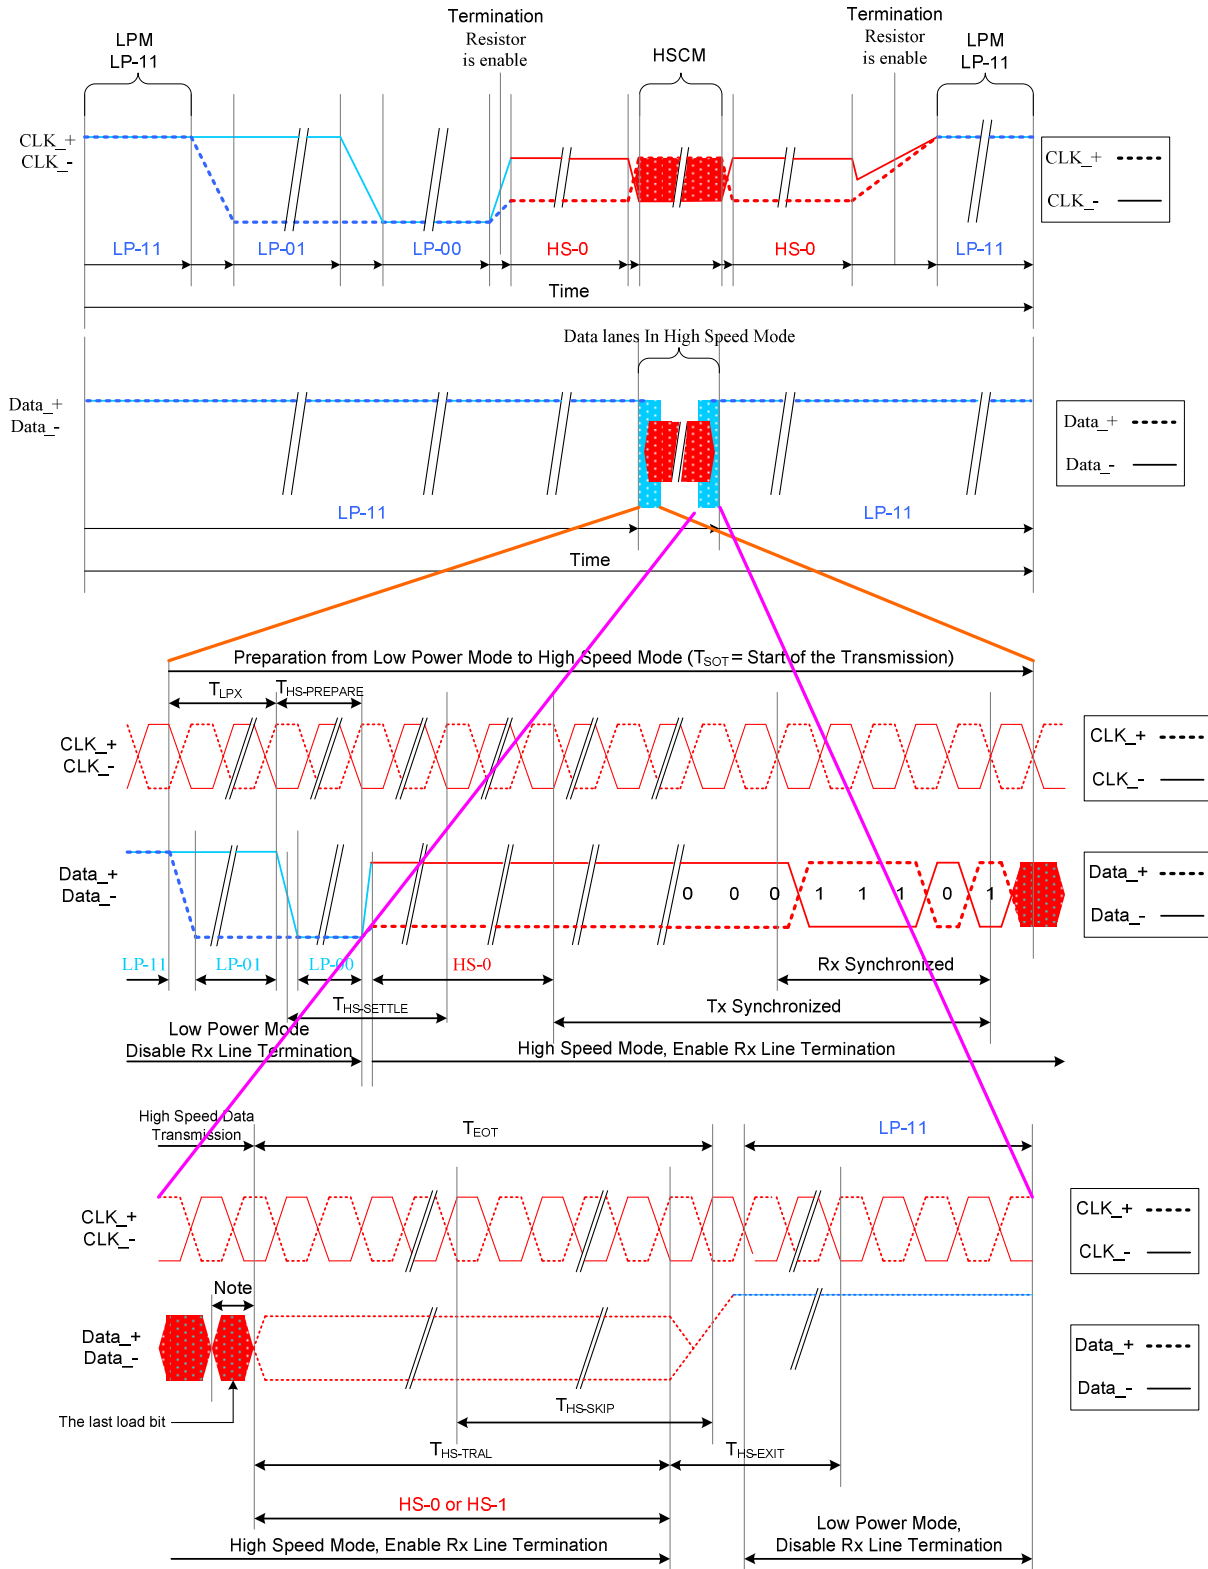 Termination
Resistor
is enable
Termination
Resistor
is enable
LPM
LP-11
HSCM
LPM
LP-11
CLK_+
CLK_-
CLK_+
CLK_-
LP-11
LP-01
LP-00
HS-0
HS-0
LP-11
Time
Data lanes In High Speed Mode
Data_+
Data_-
Data_+
Data_-
LP-11
LP-11
Time
Preparation from Low Power Mode to High Speed Mode (TSOT = Start of the Transmission)
TLPX
THS-PREPARE
CLK_+
CLK_-
CLK_+
CLK_-
Data_+
Data_-
0 0 0 1 1 1 0 1
Data_+
Data_-
LP-11
LP-01
LP-00
HS-0
Rx Synchronized
THS-SETTLE
Tx Synchronized
Low Power Mode
Disable Rx Line Termination
High Speed Mode, Enable Rx Line Termination
High Speed Data
Transmission
TEOT
LP-11
CLK_+
CLK_-
CLK_+
CLK_-
Note
Data_+
Data_-
Data_+
Data_-
The last load bit
THS-SKIP
THS-TRAL
THS-EXIT
HS-0 or HS-1
High Speed Mode, Enable Rx Line Termination
Low Power Mode,
Disable Rx Line Termination